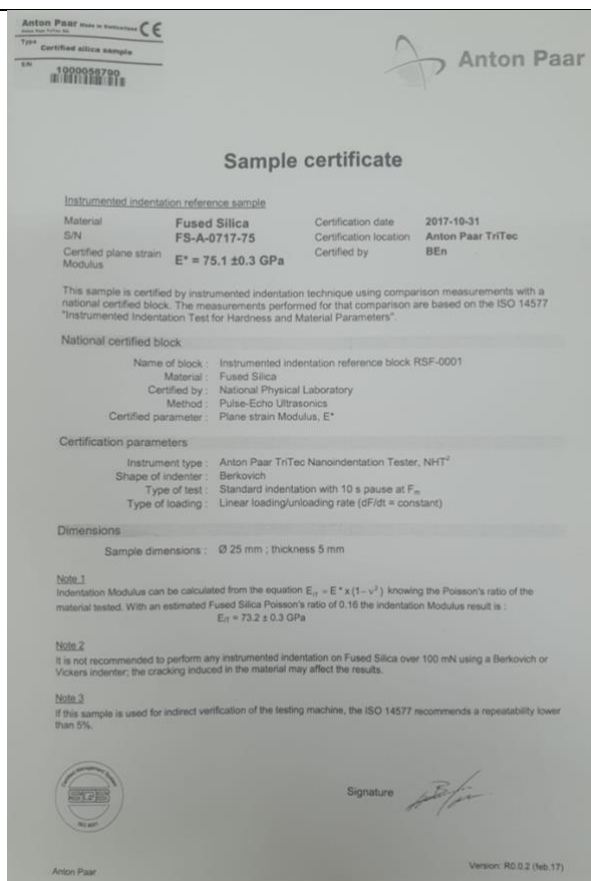 Anton Paar Made in Switzerland CE
Type
Certified silica sample
S/N
1000058790
Anton Paar
Sample certificate
Instrumented indentation reference sample
Material Fused Silica Certification date 2017-10-31
S/N FS-A-0717-75 Certification location Anton Paar TriTec
Certified plane strain Modulus E* = 75.1 ±0.3 GPa Certified by BEn
This sample is certified by instrumented indentation technique using comparison measurements with a
national certified block. The measurements performed for that comparison are based on the ISO 14577
"Instrumented Indentation Test for Hardness and Material Parameters".
National certified block
Name of block : Instrumented indentation reference block RSF-0001
Material : Fused Silica
Certified by : National Physical Laboratory
Method : Pulse-Echo Ultrasonics
Certified parameter : Plane strain Modulus, E*
Certification parameters
Instrument type : Anton Paar TriTec Nanoindentation Tester, NHT²
Shape of indenter : Berkovich
Type of test : Standard indentation with 10 s pause at Fm
Type of loading : Linear loading/unloading rate (dF/dt = constant)
Dimensions
Sample dimensions : Ø 25 mm ; thickness 5 mm
Note 1
Indentation Modulus can be calculated from the equation EIT = E* x (1- ν²) knowing the Poisson's ratio of the
material tested. With an estimated Fused Silica Poisson's ratio of 0.16 the indentation Modulus result is :
EIT = 73.2 ± 0.3 GPa
Note 2
It is not recommended to perform any instrumented indentation on Fused Silica over 100 mN using a Berkovich or
Vickers indenter; the cracking induced in the material may affect the results.
Note 3
If this sample is used for indirect verification of the testing machine, the ISO 14577 recommends a repeatability lower
than 5%.
Certified Management System
SQS
ISO 9001
Signature
Anton Paar
Version: R0.0.2 (feb.17)